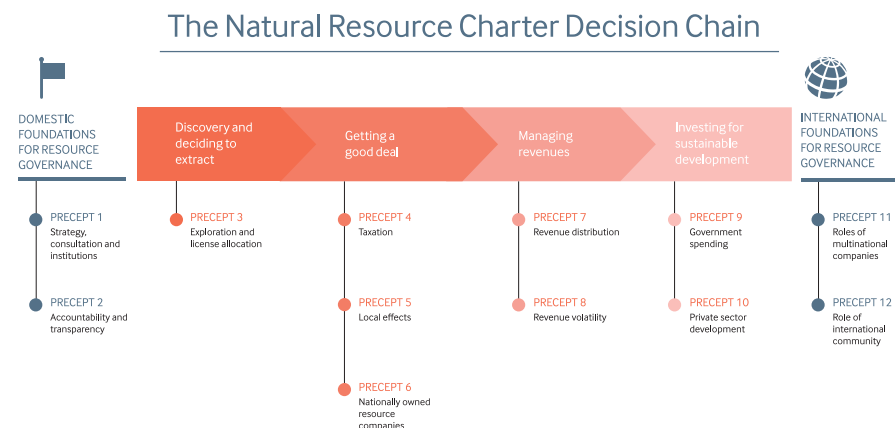 The Natural Resource Charter Decision Chain
DOMESTIC
FOUNDATIONS
FOR RESOURCE
GOVERNANCE
PRECEPT 1
Strategy,
consultation and
institutions
PRECEPT 2
Accountability and
transparency
Discovery and
deciding to
extract
PRECEPT 3
Exploration and
license allocation
Getting a
good deal
PRECEPT 4
Taxation
PRECEPT 5
Local effects
PRECEPT 6
Nationally owned
resource
companies
Managing
revenues
PRECEPT 7
Revenue distribution
PRECEPT 8
Revenue volatility
Investing for
sustainable
development
PRECEPT 9
Government
spending
PRECEPT 10
Private sector
development
INTERNATIONAL
FOUNDATIONS
FOR RESOURCE
GOVERNANCE
PRECEPT 11
Roles of
multinational
companies
PRECEPT 12
Role of
international
community